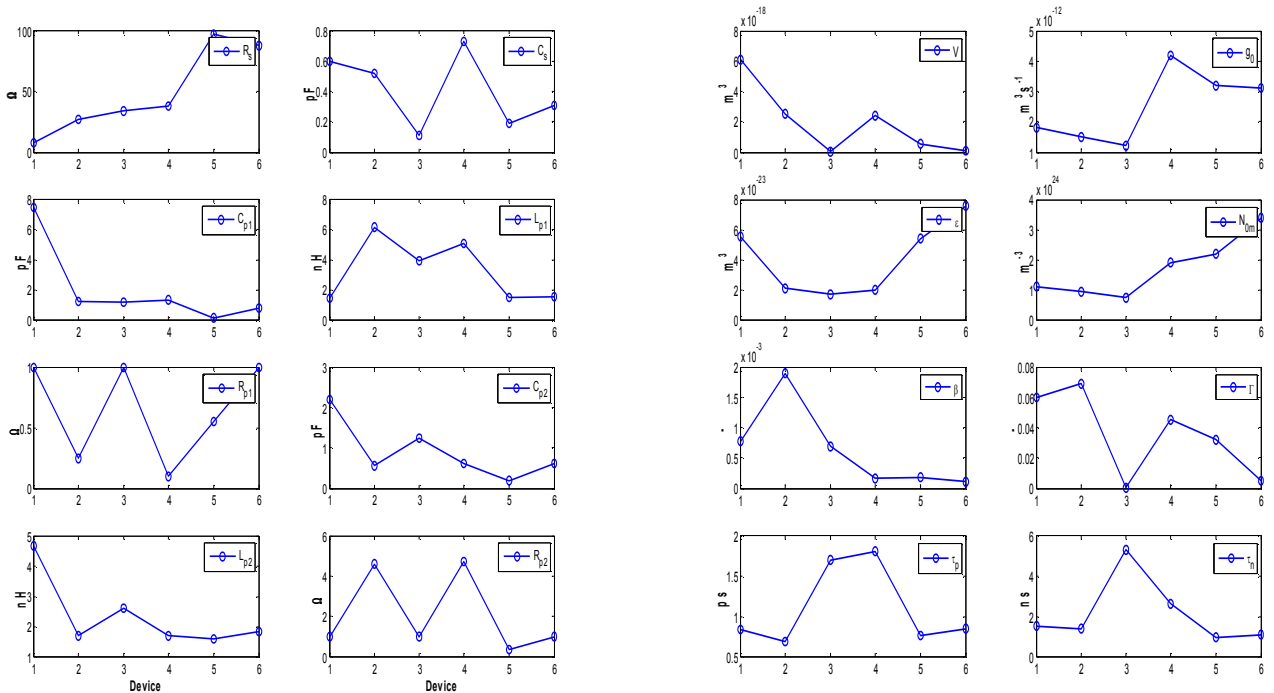 100
50
0
Ω
1 2 3 4 5 6
R_s
0.8
0.6
0.4
0.2
0
pF
1 2 3 4 5 6
C_s
x 10^-18
8
6
4
2
0
m^3
1 2 3 4 5 6
V
x 10^-12
5
4
3
2
1
m^3 s^-1
1 2 3 4 5 6
g_0
8
6
4
2
0
pF
1 2 3 4 5 6
C_p1
8
6
4
2
0
nH
1 2 3 4 5 6
L_p1
x 10^-23
8
6
4
2
0
m^3
1 2 3 4 5 6
ε
x 10^24
4
3
2
1
0
m^-3
1 2 3 4 5 6
N_0m
1
0.5
0
Ω
1 2 3 4 5 6
R_p1
3
2
1
0
pF
1 2 3 4 5 6
C_p2
x 10^-3
2
1.5
1
0.5
0
-
1 2 3 4 5 6
β
0.08
0.06
0.04
0.02
0
-
1 2 3 4 5 6
Γ
5
4
3
2
1
nH
1 2 3 4 5 6
Device
L_p2
6
4
2
0
Ω
1 2 3 4 5 6
Device
R_p2
2
1.5
1
0.5
ps
1 2 3 4 5 6
τ_p
6
4
2
0
ns
1 2 3 4 5 6
τ_n